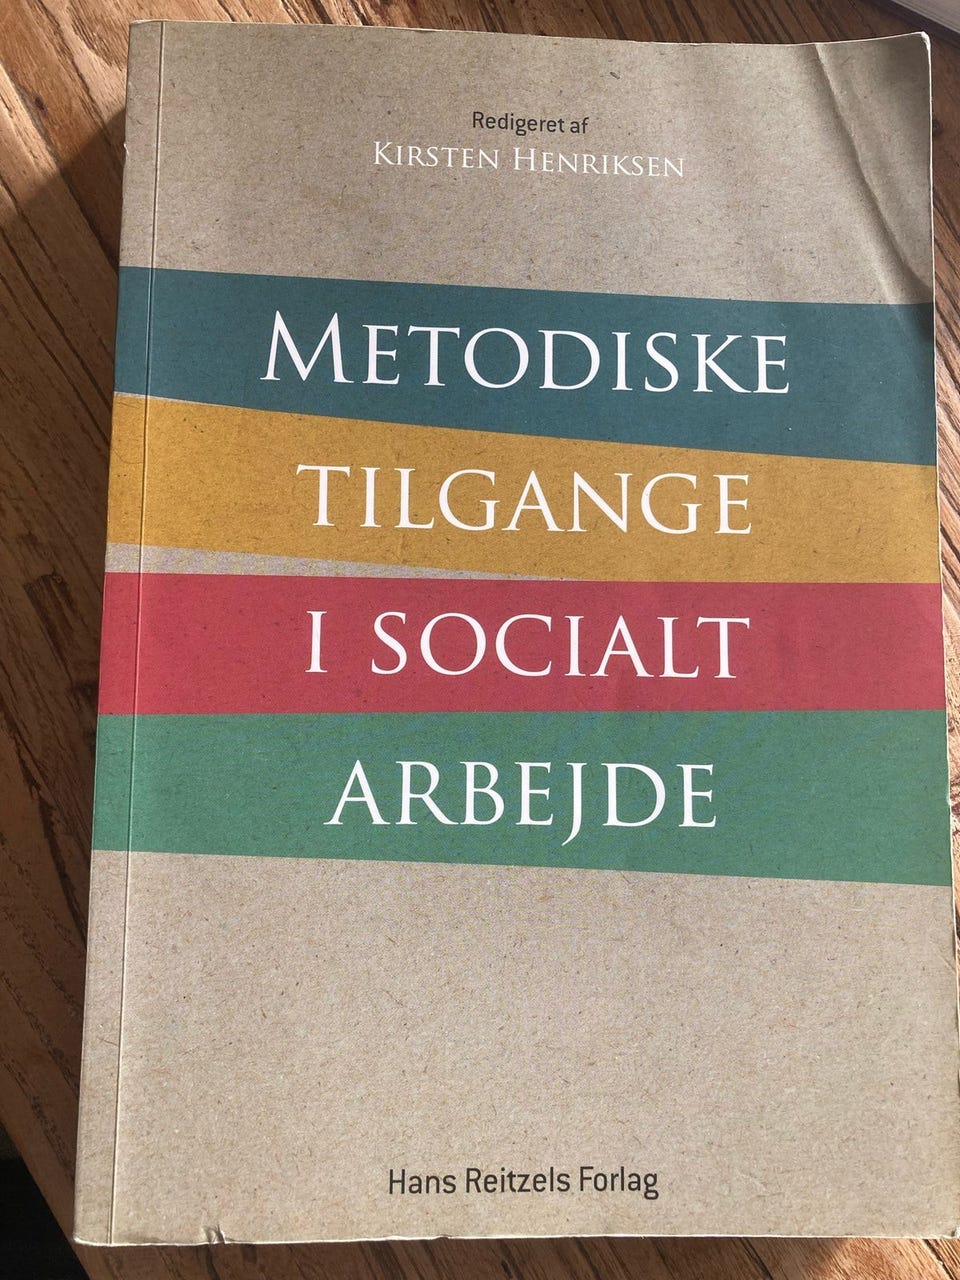 Redigeret af
KIRSTEN HENRIKSEN
METODISKE
TILGANGE
I SOCIALT
ARBEJDE
Hans Reitzels Forlag